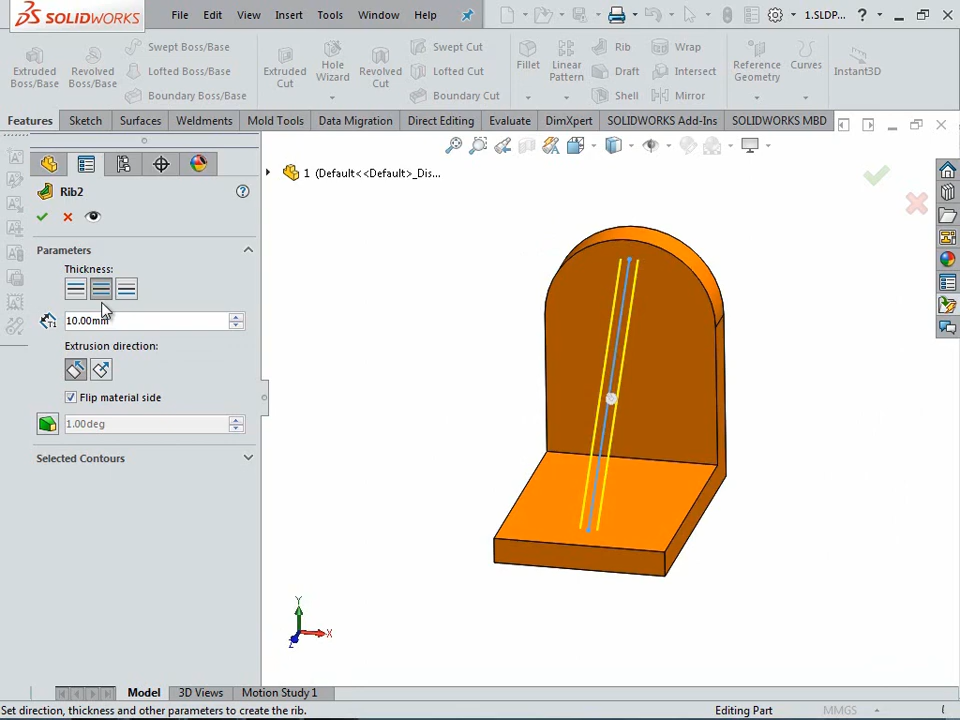 SOLIDWORKS File Edit View Insert Tools Window Help 1.SLDP... ?
Extruded Boss/Base
Revolved Boss/Base
Swept Boss/Base
Lofted Boss/Base
Boundary Boss/Base
Extruded Cut
Hole Wizard
Revolved Cut
Swept Cut
Lofted Cut
Boundary Cut
Fillet
Linear Pattern
Rib
Draft
Shell
Wrap
Intersect
Mirror
Reference Geometry
Curves
Instant3D
Features Sketch Surfaces Weldments Mold Tools Data Migration Direct Editing Evaluate DimXpert SOLIDWORKS Add-Ins SOLIDWORKS MBD
1 (Default<<Default>_Dis...
Rib2
?
Parameters
Thickness:
T1
10.00mm
Extrusion direction:
Flip material side
1.00deg
Selected Contours
Y
X
Z
Model 3D Views Motion Study 1
Set direction, thickness and other parameters to create the rib. Editing Part MMGS